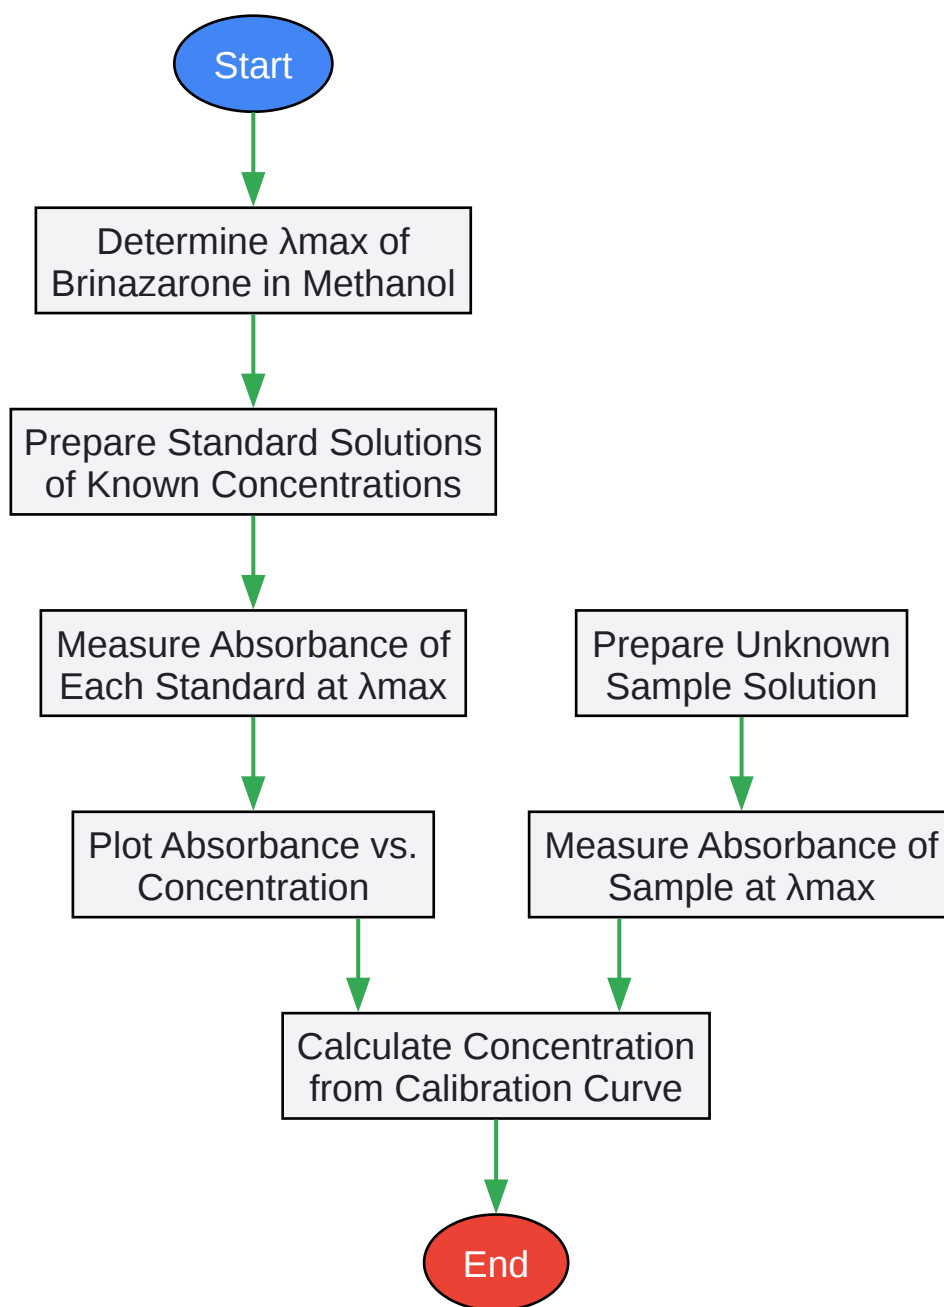 Start
Determine λmax of
Brinazarone in Methanol
Prepare Standard Solutions
of Known Concentrations
Measure Absorbance of
Each Standard at λmax
Prepare Unknown
Sample Solution
Plot Absorbance vs.
Concentration
Measure Absorbance of
Sample at λmax
Calculate Concentration
from Calibration Curve
End